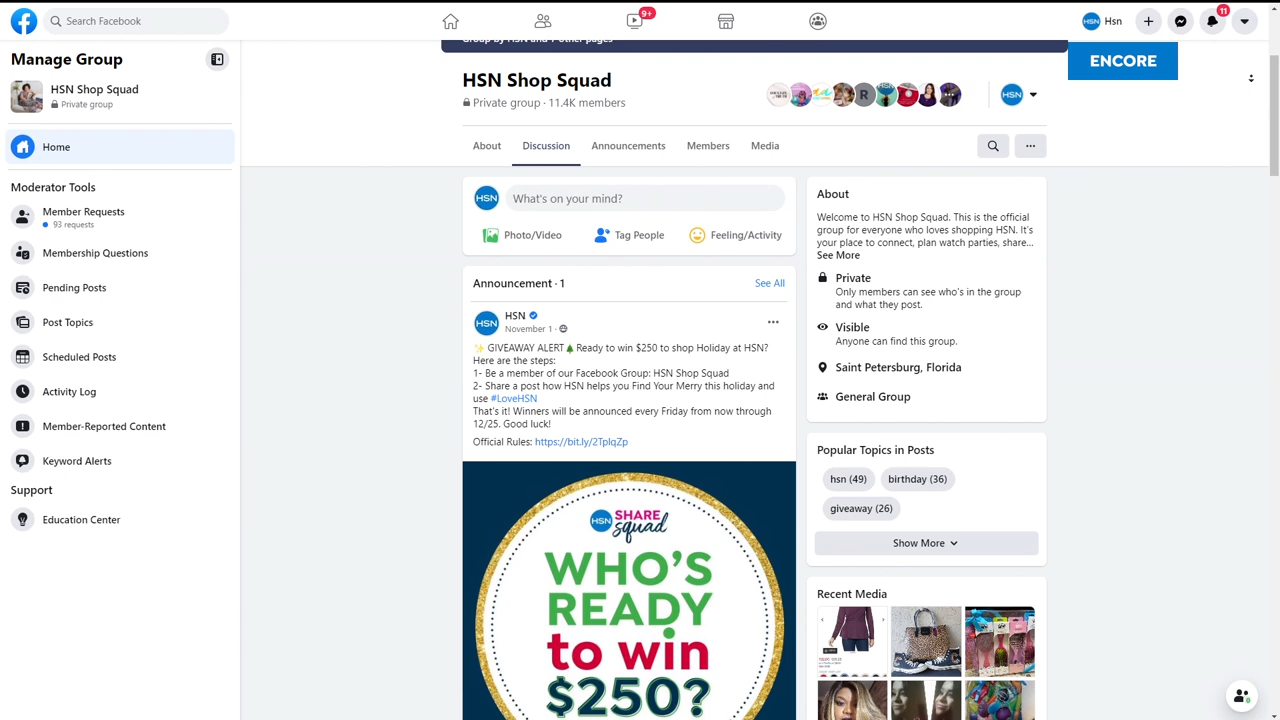 Search Facebook
9+
Hsn
11
Manage Group
HSN Shop Squad
Private group
Home
Moderator Tools
Member Requests
93 requests
Membership Questions
Pending Posts
Post Topics
Scheduled Posts
Activity Log
Member-Reported Content
Keyword Alerts
Support
Education Center
ENCORE
HSN Shop Squad
Private group · 11.4K members
R
HSN
About
Discussion
Announcements
Members
Media
HSN
What's on your mind?
Photo/Video
Tag People
Feeling/Activity
Announcement · 1
See All
HSN
HSN
November 1 ·
✨ GIVEAWAY ALERT🎄 Ready to win $250 to shop Holiday at HSN?
Here are the steps:
1- Be a member of our Facebook Group: HSN Shop Squad
2- Share a post how HSN helps you Find Your Merry this holiday and
use #LoveHSN
That's it! Winners will be announced every Friday from now through
12/25. Good luck!
Official Rules: https://bit.ly/2TpIqZp
HSN SHARE
squad
WHO'S
READY
to win
$250?
About
Welcome to HSN Shop Squad. This is the official
group for everyone who loves shopping HSN. It's
your place to connect, plan watch parties, share...
See More
Private
Only members can see who's in the group
and what they post.
Visible
Anyone can find this group.
Saint Petersburg, Florida
General Group
Popular Topics in Posts
hsn (49)
birthday (36)
giveaway (26)
Show More
Recent Media